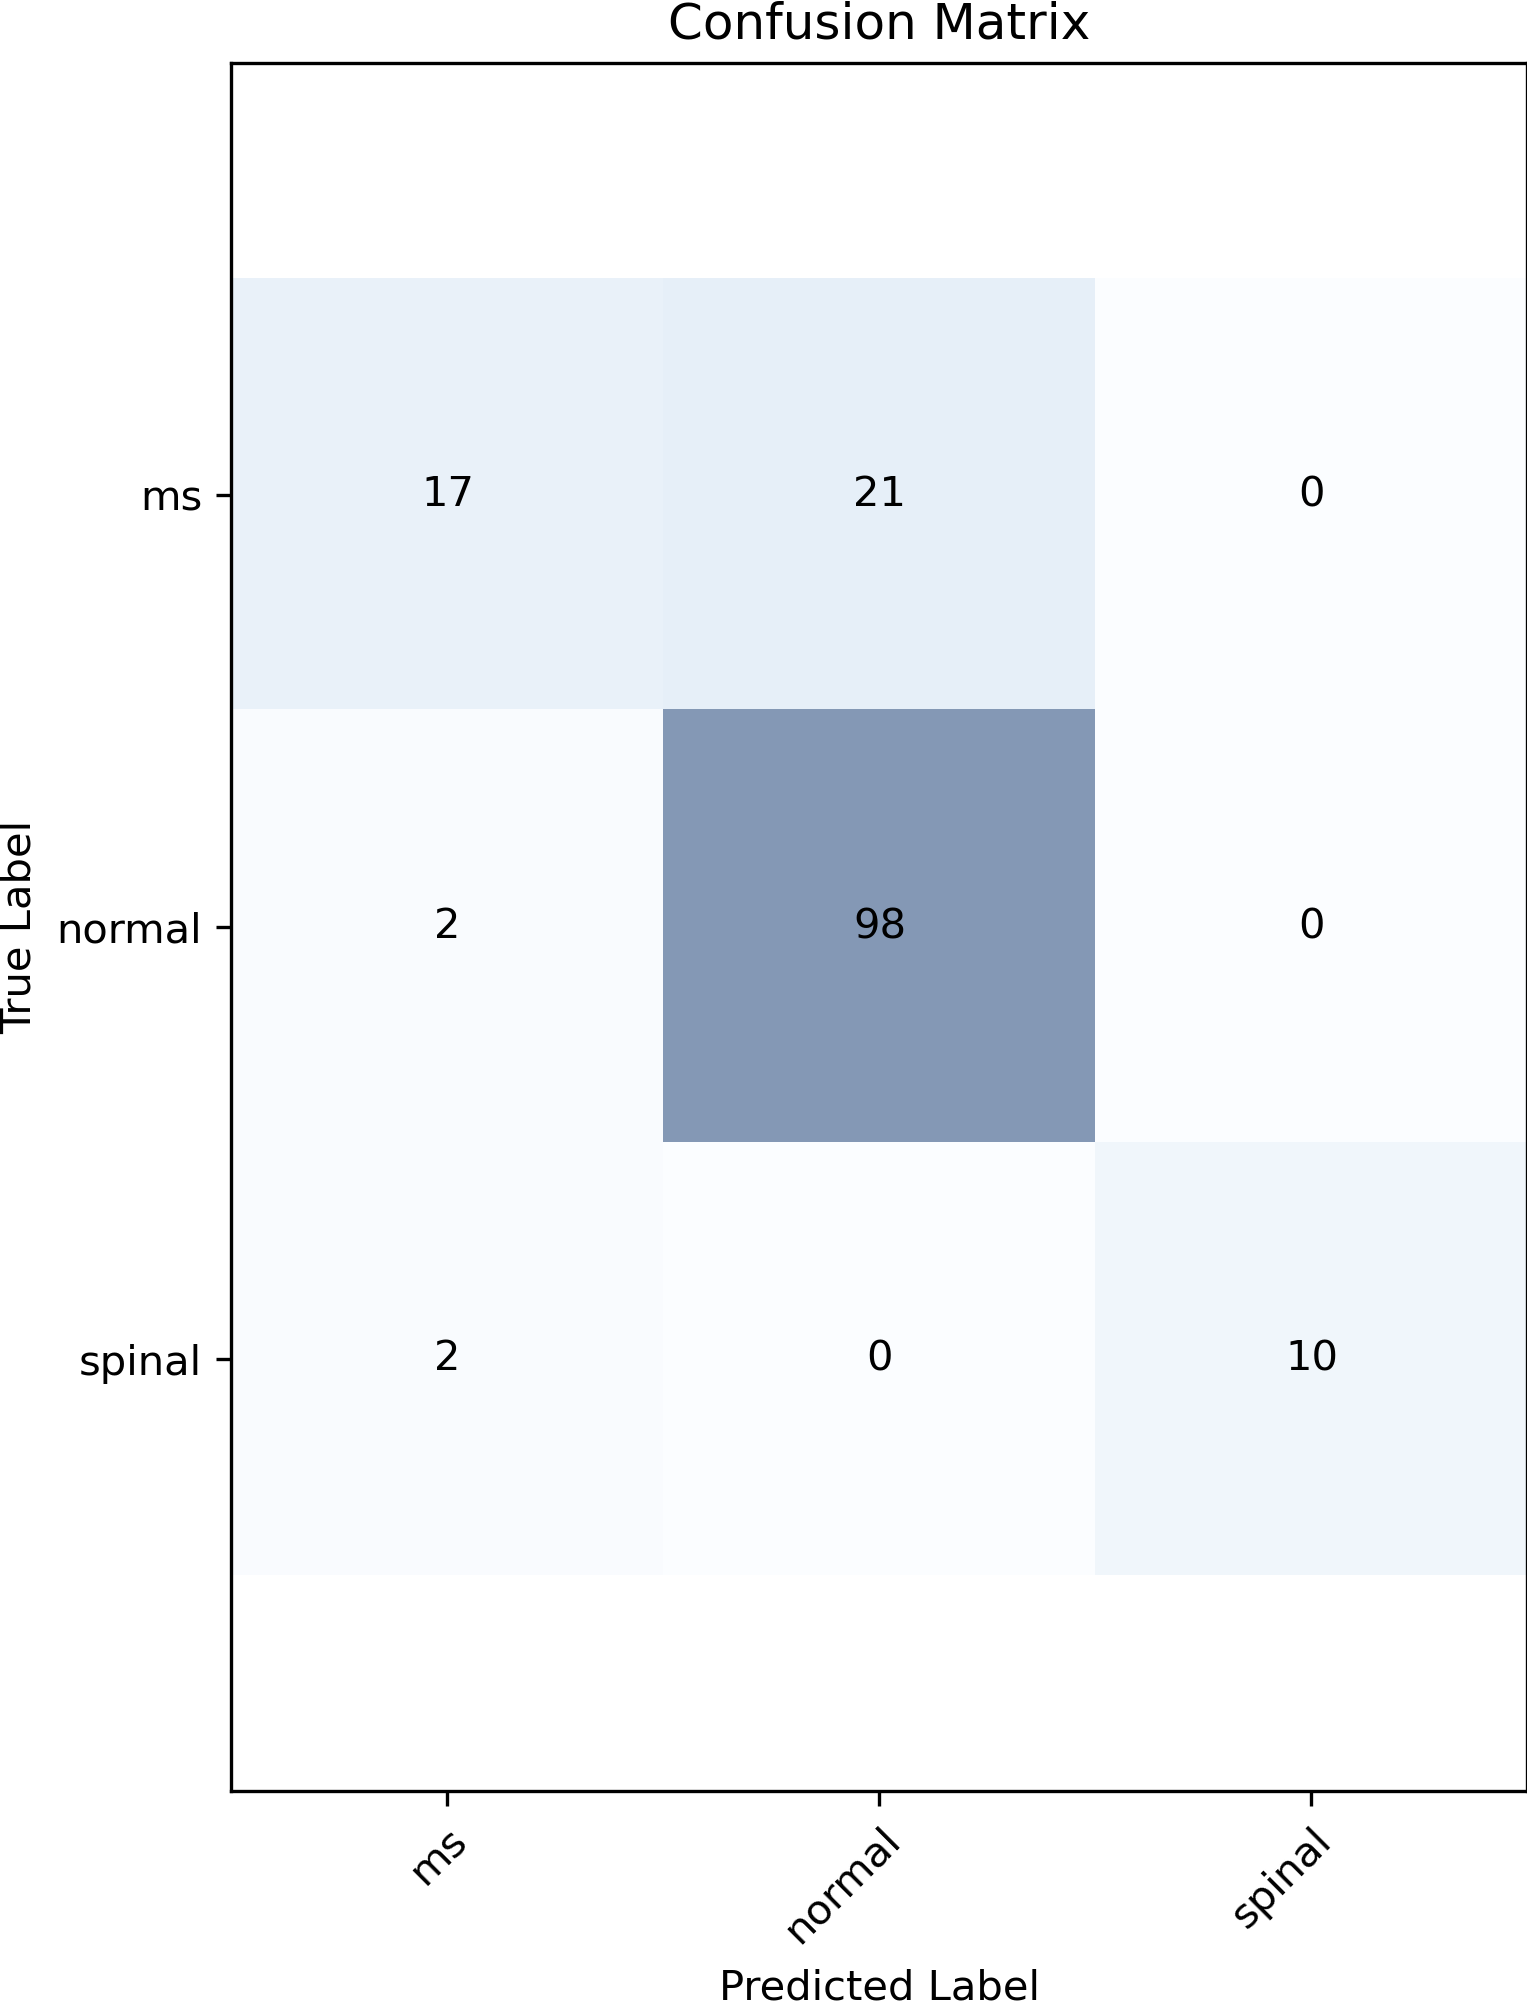 Confusion Matrix
True Label
ms
17 21 0
normal
2 98 0
spinal
2 0 10
ms normal spinal
Predicted Label